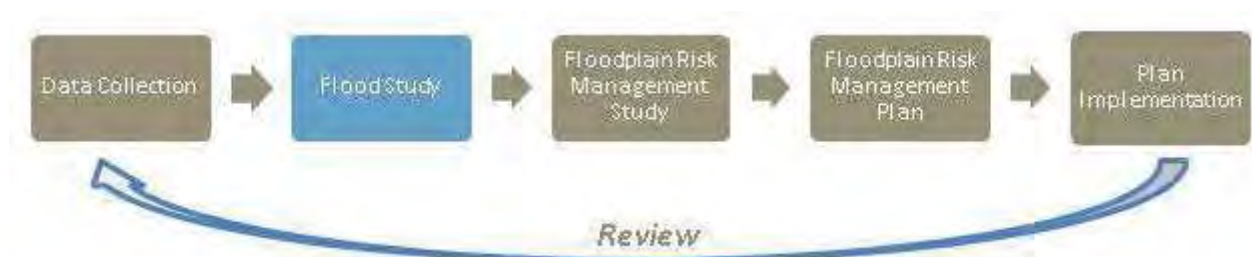 Data Collection
Flood Study
Floodplain Risk
Management
Study
Floodplain Risk
Management
Plan
Plan
Implementation
Review